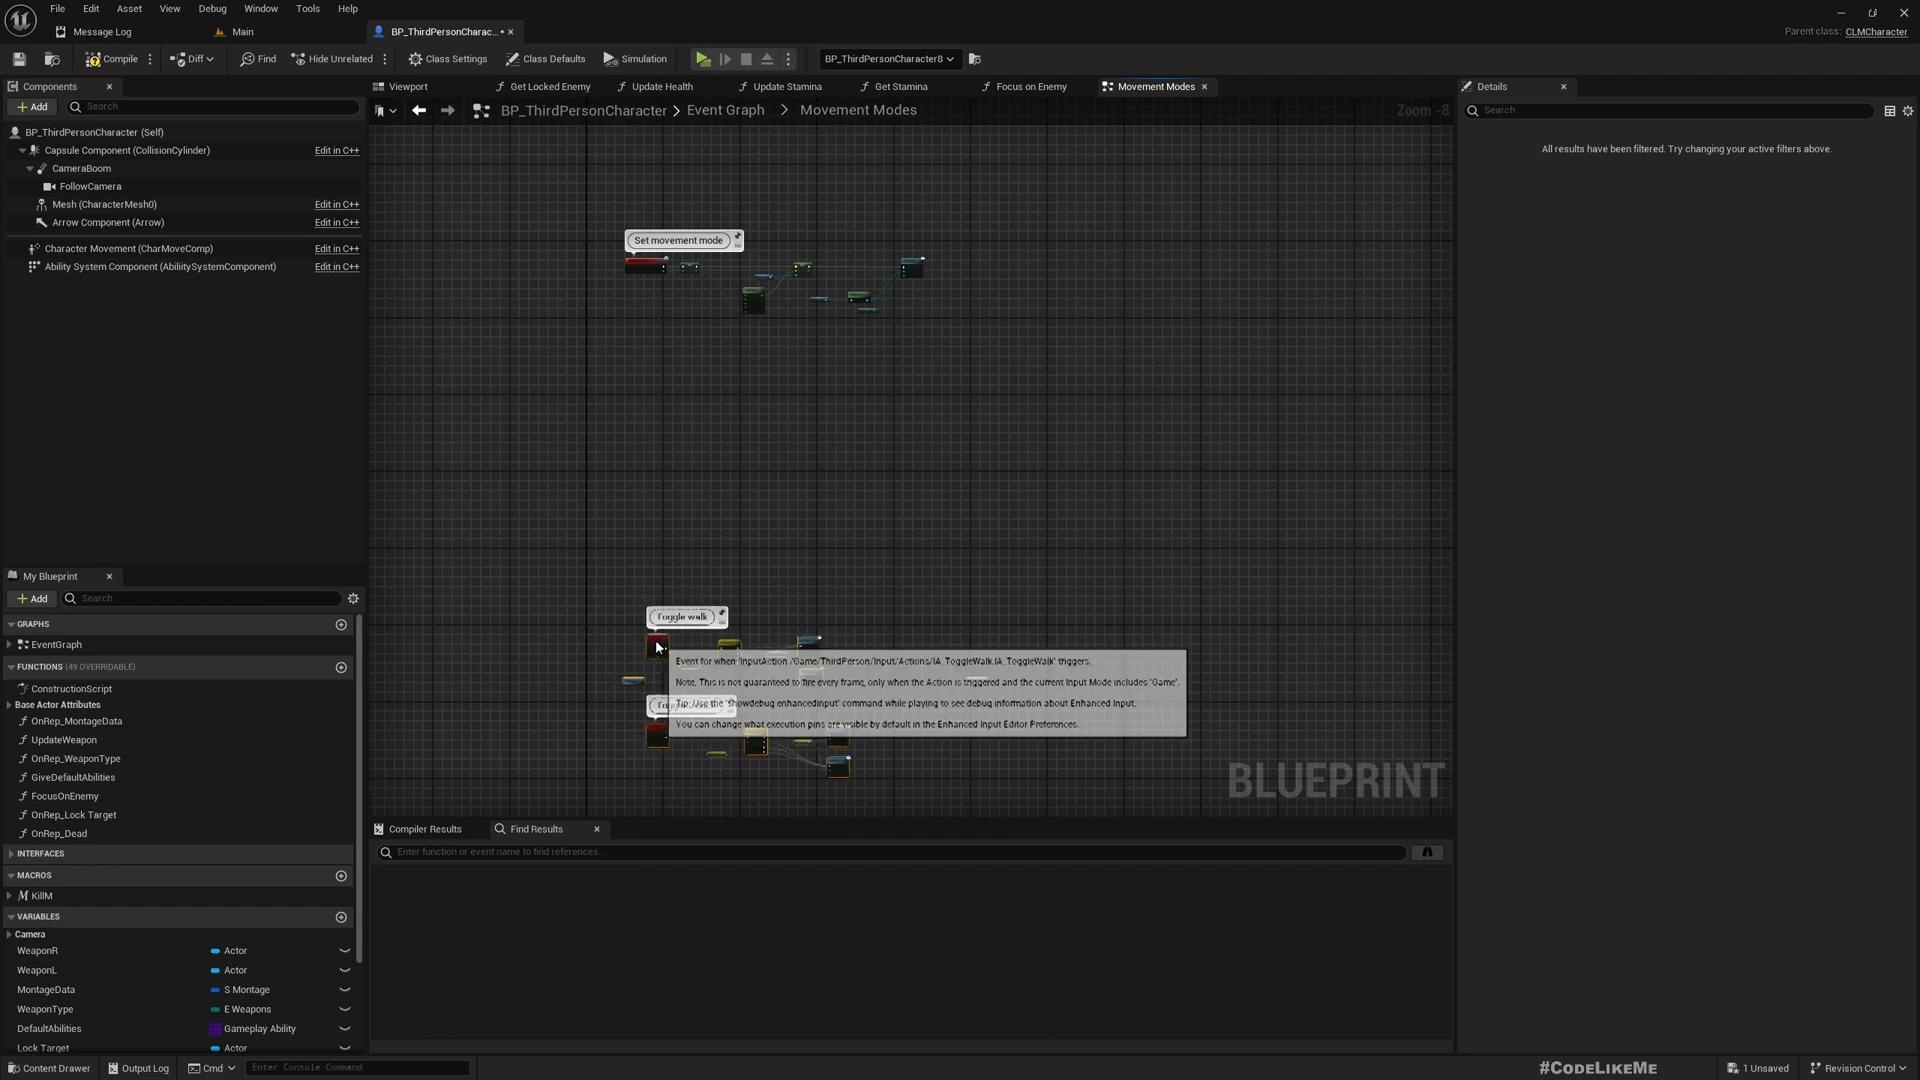 File Edit Asset View Debug Window Tools Help
Message Log
Main
BP_ThirdPersonCharac... •
Parent class: CLMCharacter
Compile
Diff
Find
Hide Unrelated
Class Settings
Class Defaults
Simulation
BP_ThirdPersonCharacter8
Components
Viewport
Get Locked Enemy
Update Health
Update Stamina
Get Stamina
Focus on Enemy
Movement Modes
Details
+ Add
Search
BP_ThirdPersonCharacter > Event Graph > Movement Modes
Zoom -8
Search
BP_ThirdPersonCharacter (Self)
Capsule Component (CollisionCylinder) Edit in C++
CameraBoom
FollowCamera
Mesh (CharacterMesh0) Edit in C++
Arrow Component (Arrow) Edit in C++
Character Movement (CharMoveComp) Edit in C++
Ability System Component (AbilitySystemComponent) Edit in C++
All results have been filtered. Try changing your active filters above.
Set movement mode
Toggle walk
Event for when 'InputAction /Game/ThirdPerson/Input/Actions/IA_ToggleWalk.IA_ToggleWalk' triggers.
Note, This is not guaranteed to fire every frame, only when the Action is triggered and the current Input Mode includes 'Game'.
Tip: Use the 'showdebug enhancedinput' command while playing to see debug information about Enhanced Input.
You can change what execution pins are visible by default in the Enhanced Input Editor Preferences.
BLUEPRINT
My Blueprint
+ Add
Search
GRAPHS
EventGraph
FUNCTIONS (49 OVERRIDABLE)
ConstructionScript
Base Actor Attributes
OnRep_MontageData
UpdateWeapon
OnRep_WeaponType
GiveDefaultAbilities
FocusOnEnemy
OnRep_Lock Target
OnRep_Dead
INTERFACES
MACROS
KillM
VARIABLES
Camera
WeaponR Actor
WeaponL Actor
MontageData S Montage
WeaponType E Weapons
DefaultAbilities Gameplay Ability
Lock Target Actor
Compiler Results
Find Results
Enter function or event name to find references...
Content Drawer
Output Log
Cmd
Enter Console Command
#CODELIKEME
1 Unsaved
Revision Control